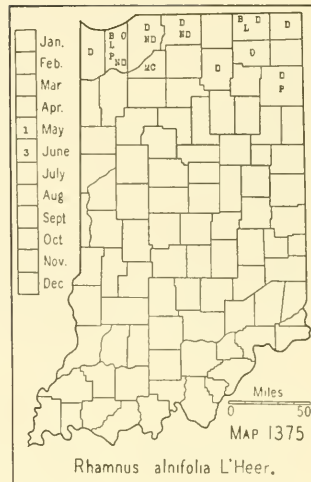 Jan.
Feb.
Mar
Apr.
1 May
3 June
July
Aug
Sept
Oct
Nov.
Dec
D
B O
L
P ND
D
ND
D
ND
B D
L
D
MC
D
D
D
P
Miles
0 50
MAP 1375
Rhamnus alnifolia L'Heer.